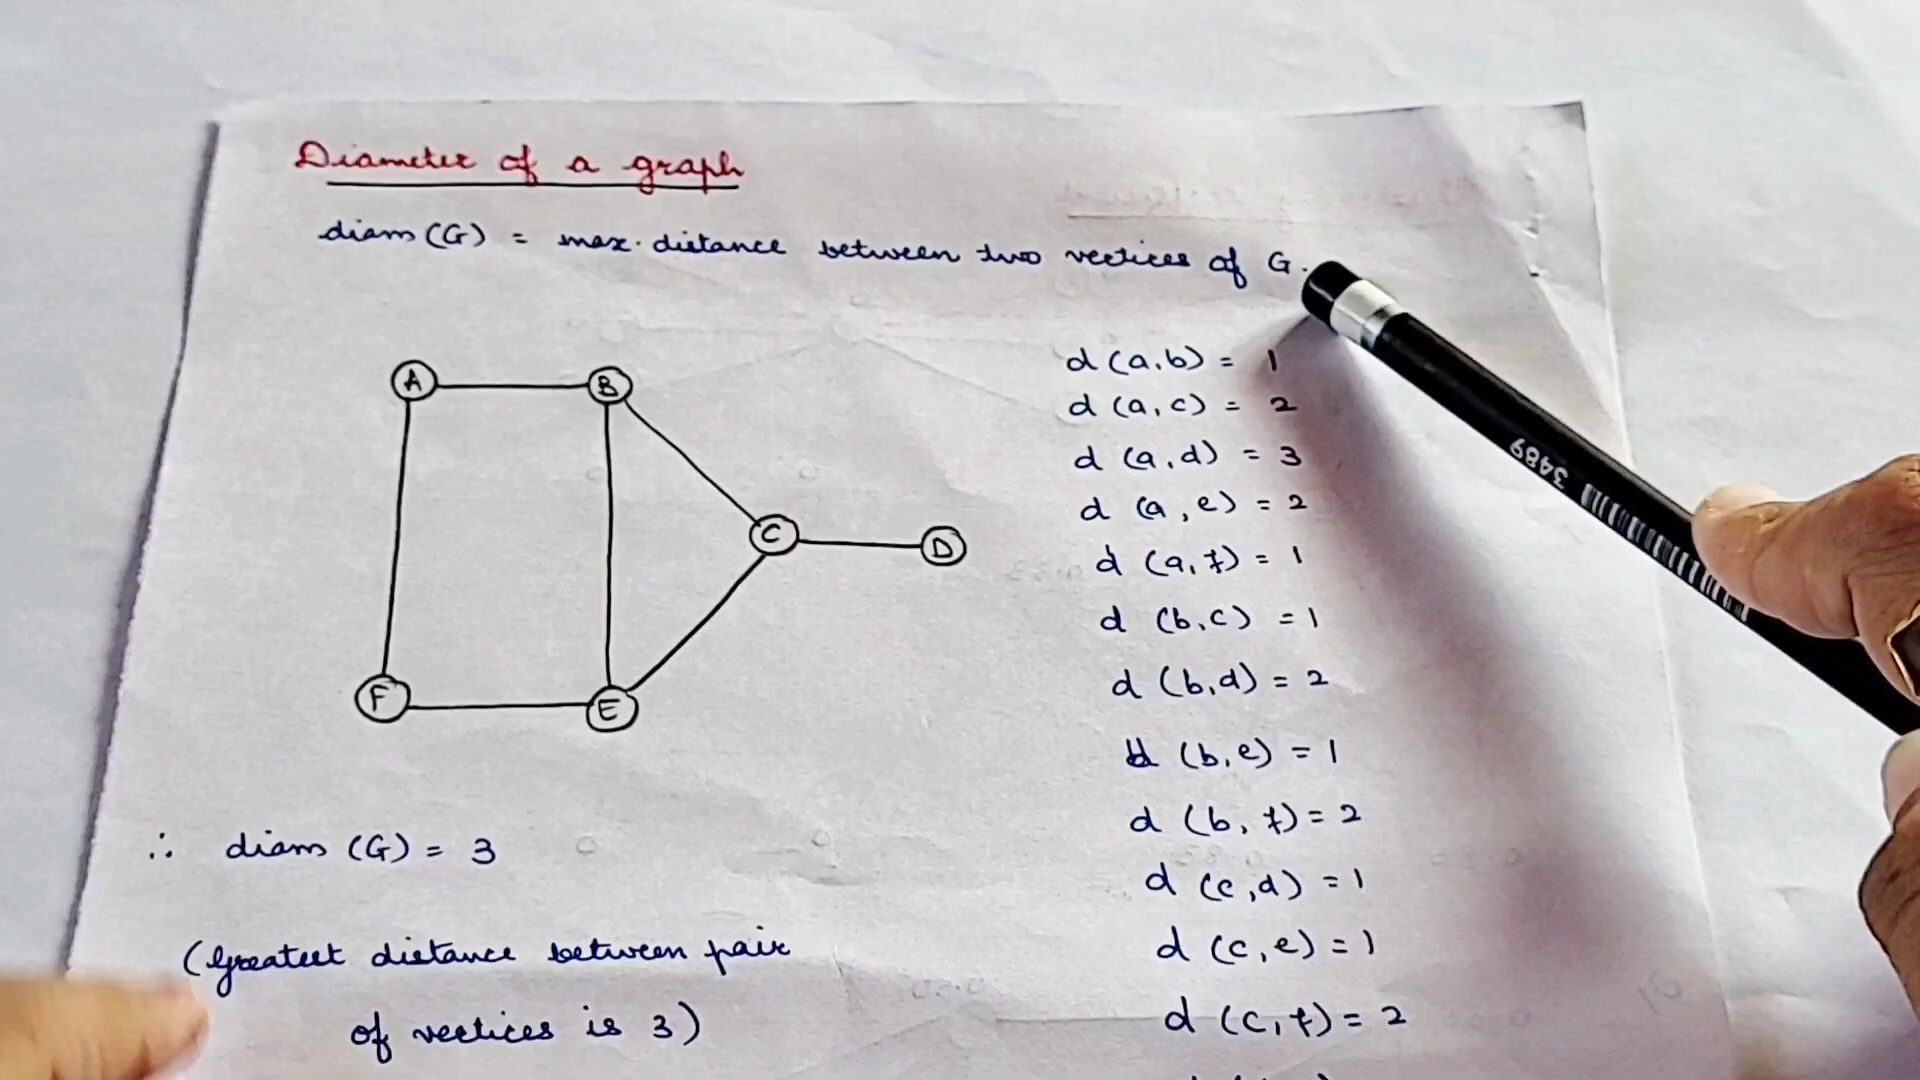 Diameter of a graph
diam (G) = max. distance between two vertices of G.
A
B
C
D
F
E
d (a,b) = 1
d (a,c) = 2
d (a,d) = 3
d (a,e) = 2
d (a,f) = 1
d (b,c) = 1
d (b,d) = 2
d (b,e) = 1
d (b,f) = 2
d (c,d) = 1
d (c,e) = 1
d (c,f) = 2
∴ diam (G) = 3
(Greatest distance between pair
of vertices is 3)
3489